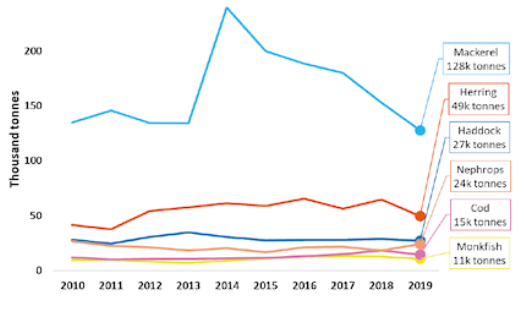 Thousand tonnes
200
150
100
50
0
2010 2011 2012 2013 2014 2015 2016 2017 2018 2019
Mackerel
128k tonnes
Herring
49k tonnes
Haddock
27k tonnes
Nephrops
24k tonnes
Cod
15k tonnes
Monkfish
11k tonnes